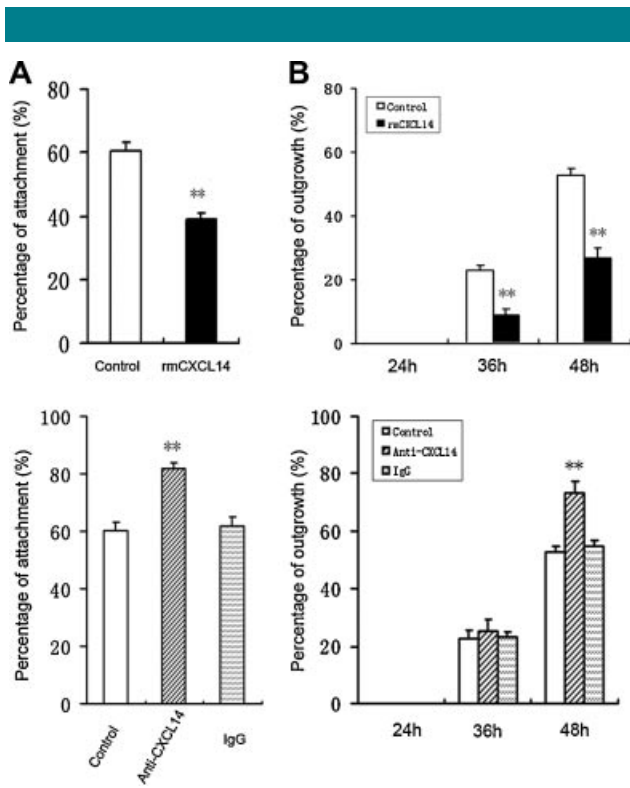 A
Percentage of attachment (%)
80
60
40
20
0
**
Control
rmCXCL14
B
Percentage of outgrowth (%)
80
60
40
20
0
Control
rmCXCL14
**
**
24h
36h
48h
Percentage of attachment (%)
100
80
60
40
20
0
**
Control
Anti-CXCL14
IgG
Percentage of outgrowth (%)
100
80
60
40
20
0
Control
Anti-CXCL14
IgG
**
24h
36h
48h